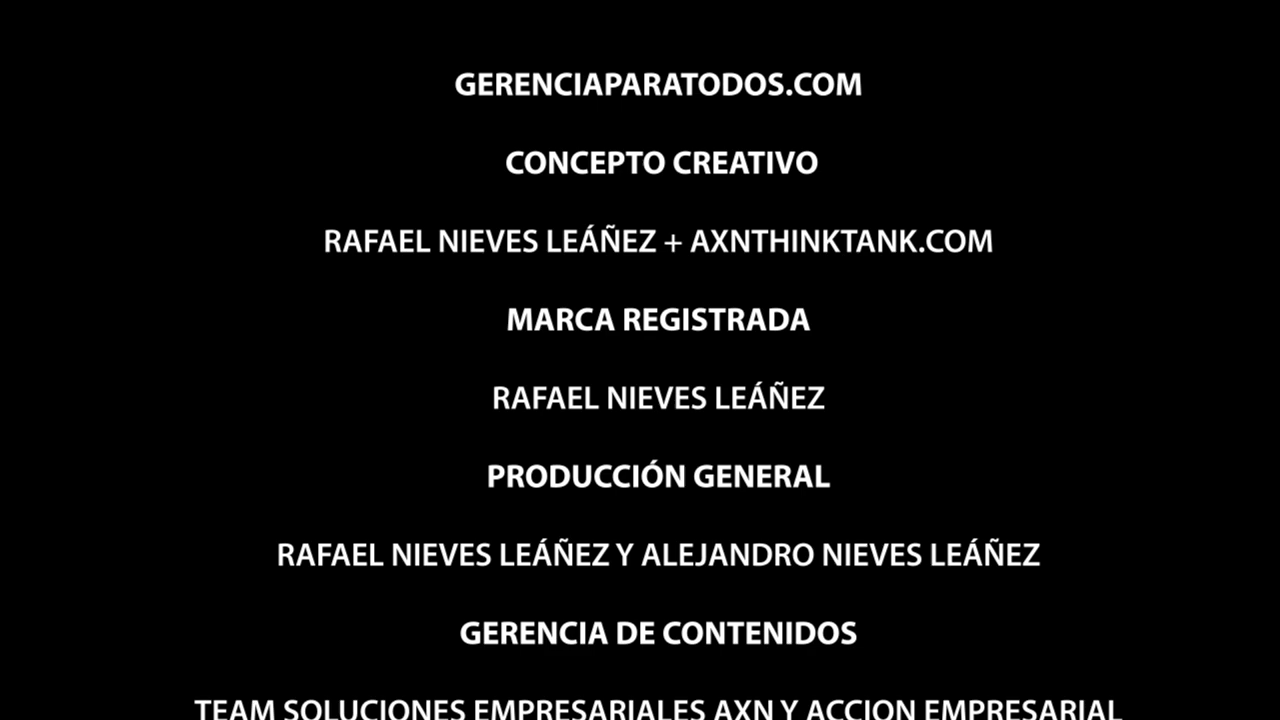 GERENCIAPARATODOS.COM
CONCEPTO CREATIVO
RAFAEL NIEVES LEÁÑEZ + AXNTHINKTANK.COM
MARCA REGISTRADA
RAFAEL NIEVES LEÁÑEZ
PRODUCCIÓN GENERAL
RAFAEL NIEVES LEÁÑEZ Y ALEJANDRO NIEVES LEÁÑEZ
GERENCIA DE CONTENIDOS
TEAM SOLUCIONES EMPRESARIALES AXN Y ACCION EMPRESARIAL